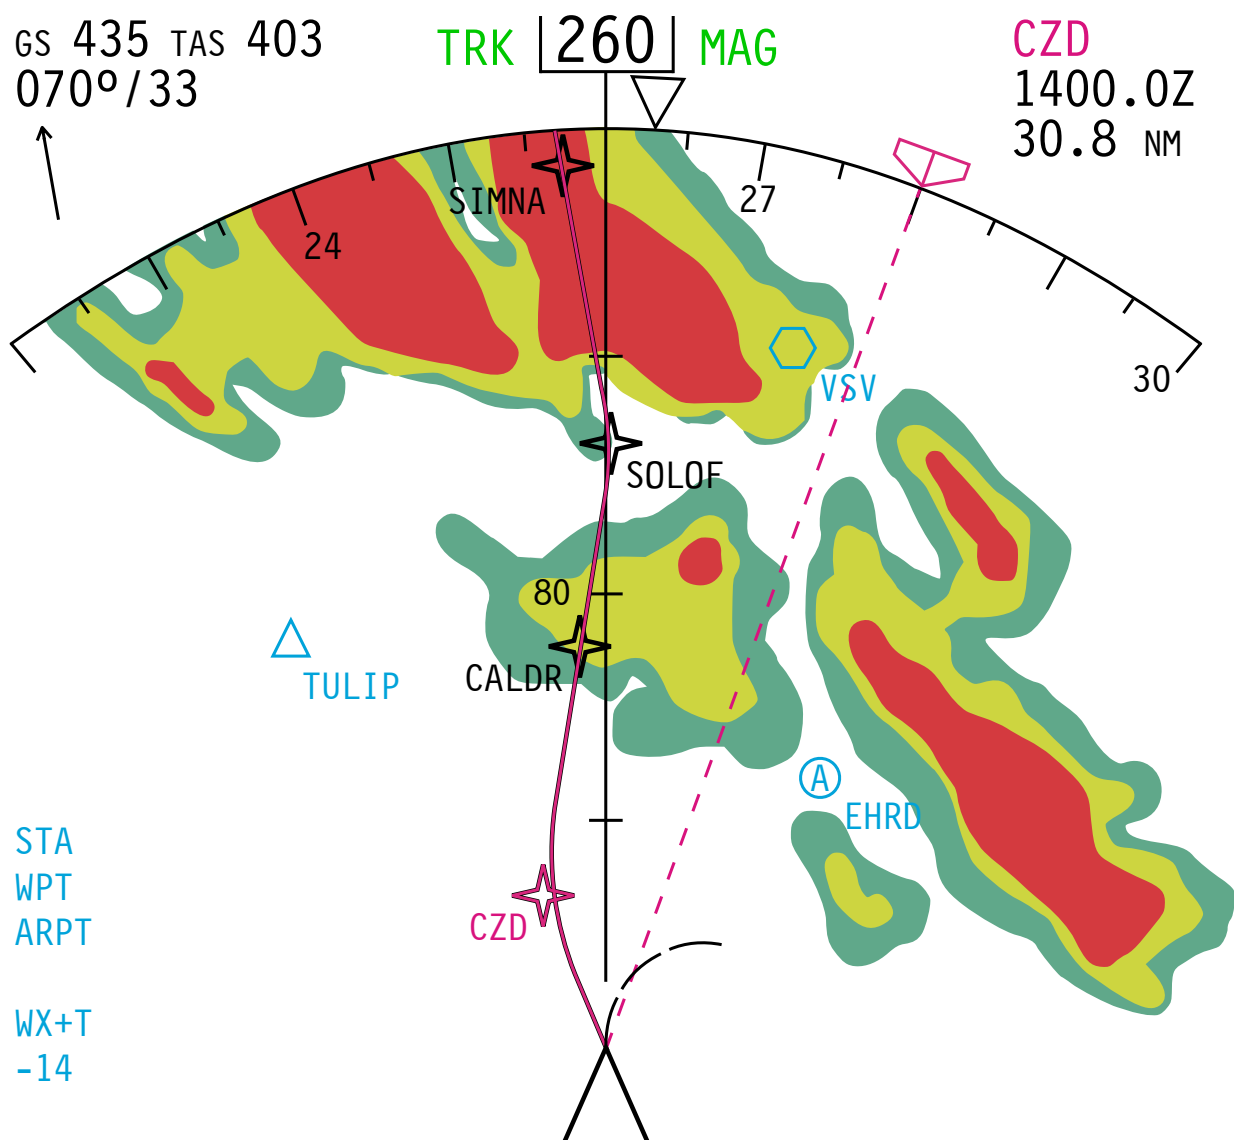 GS 435 TAS 403
070º/33
TRK 260 MAG
CZD
1400.0Z
30.8 NM
SIMNA
24
27
30
VSV
SOLOF
80
TULIP
CALDR
A
EHRD
STA
WPT
ARPT
CZD
WX+T
-14